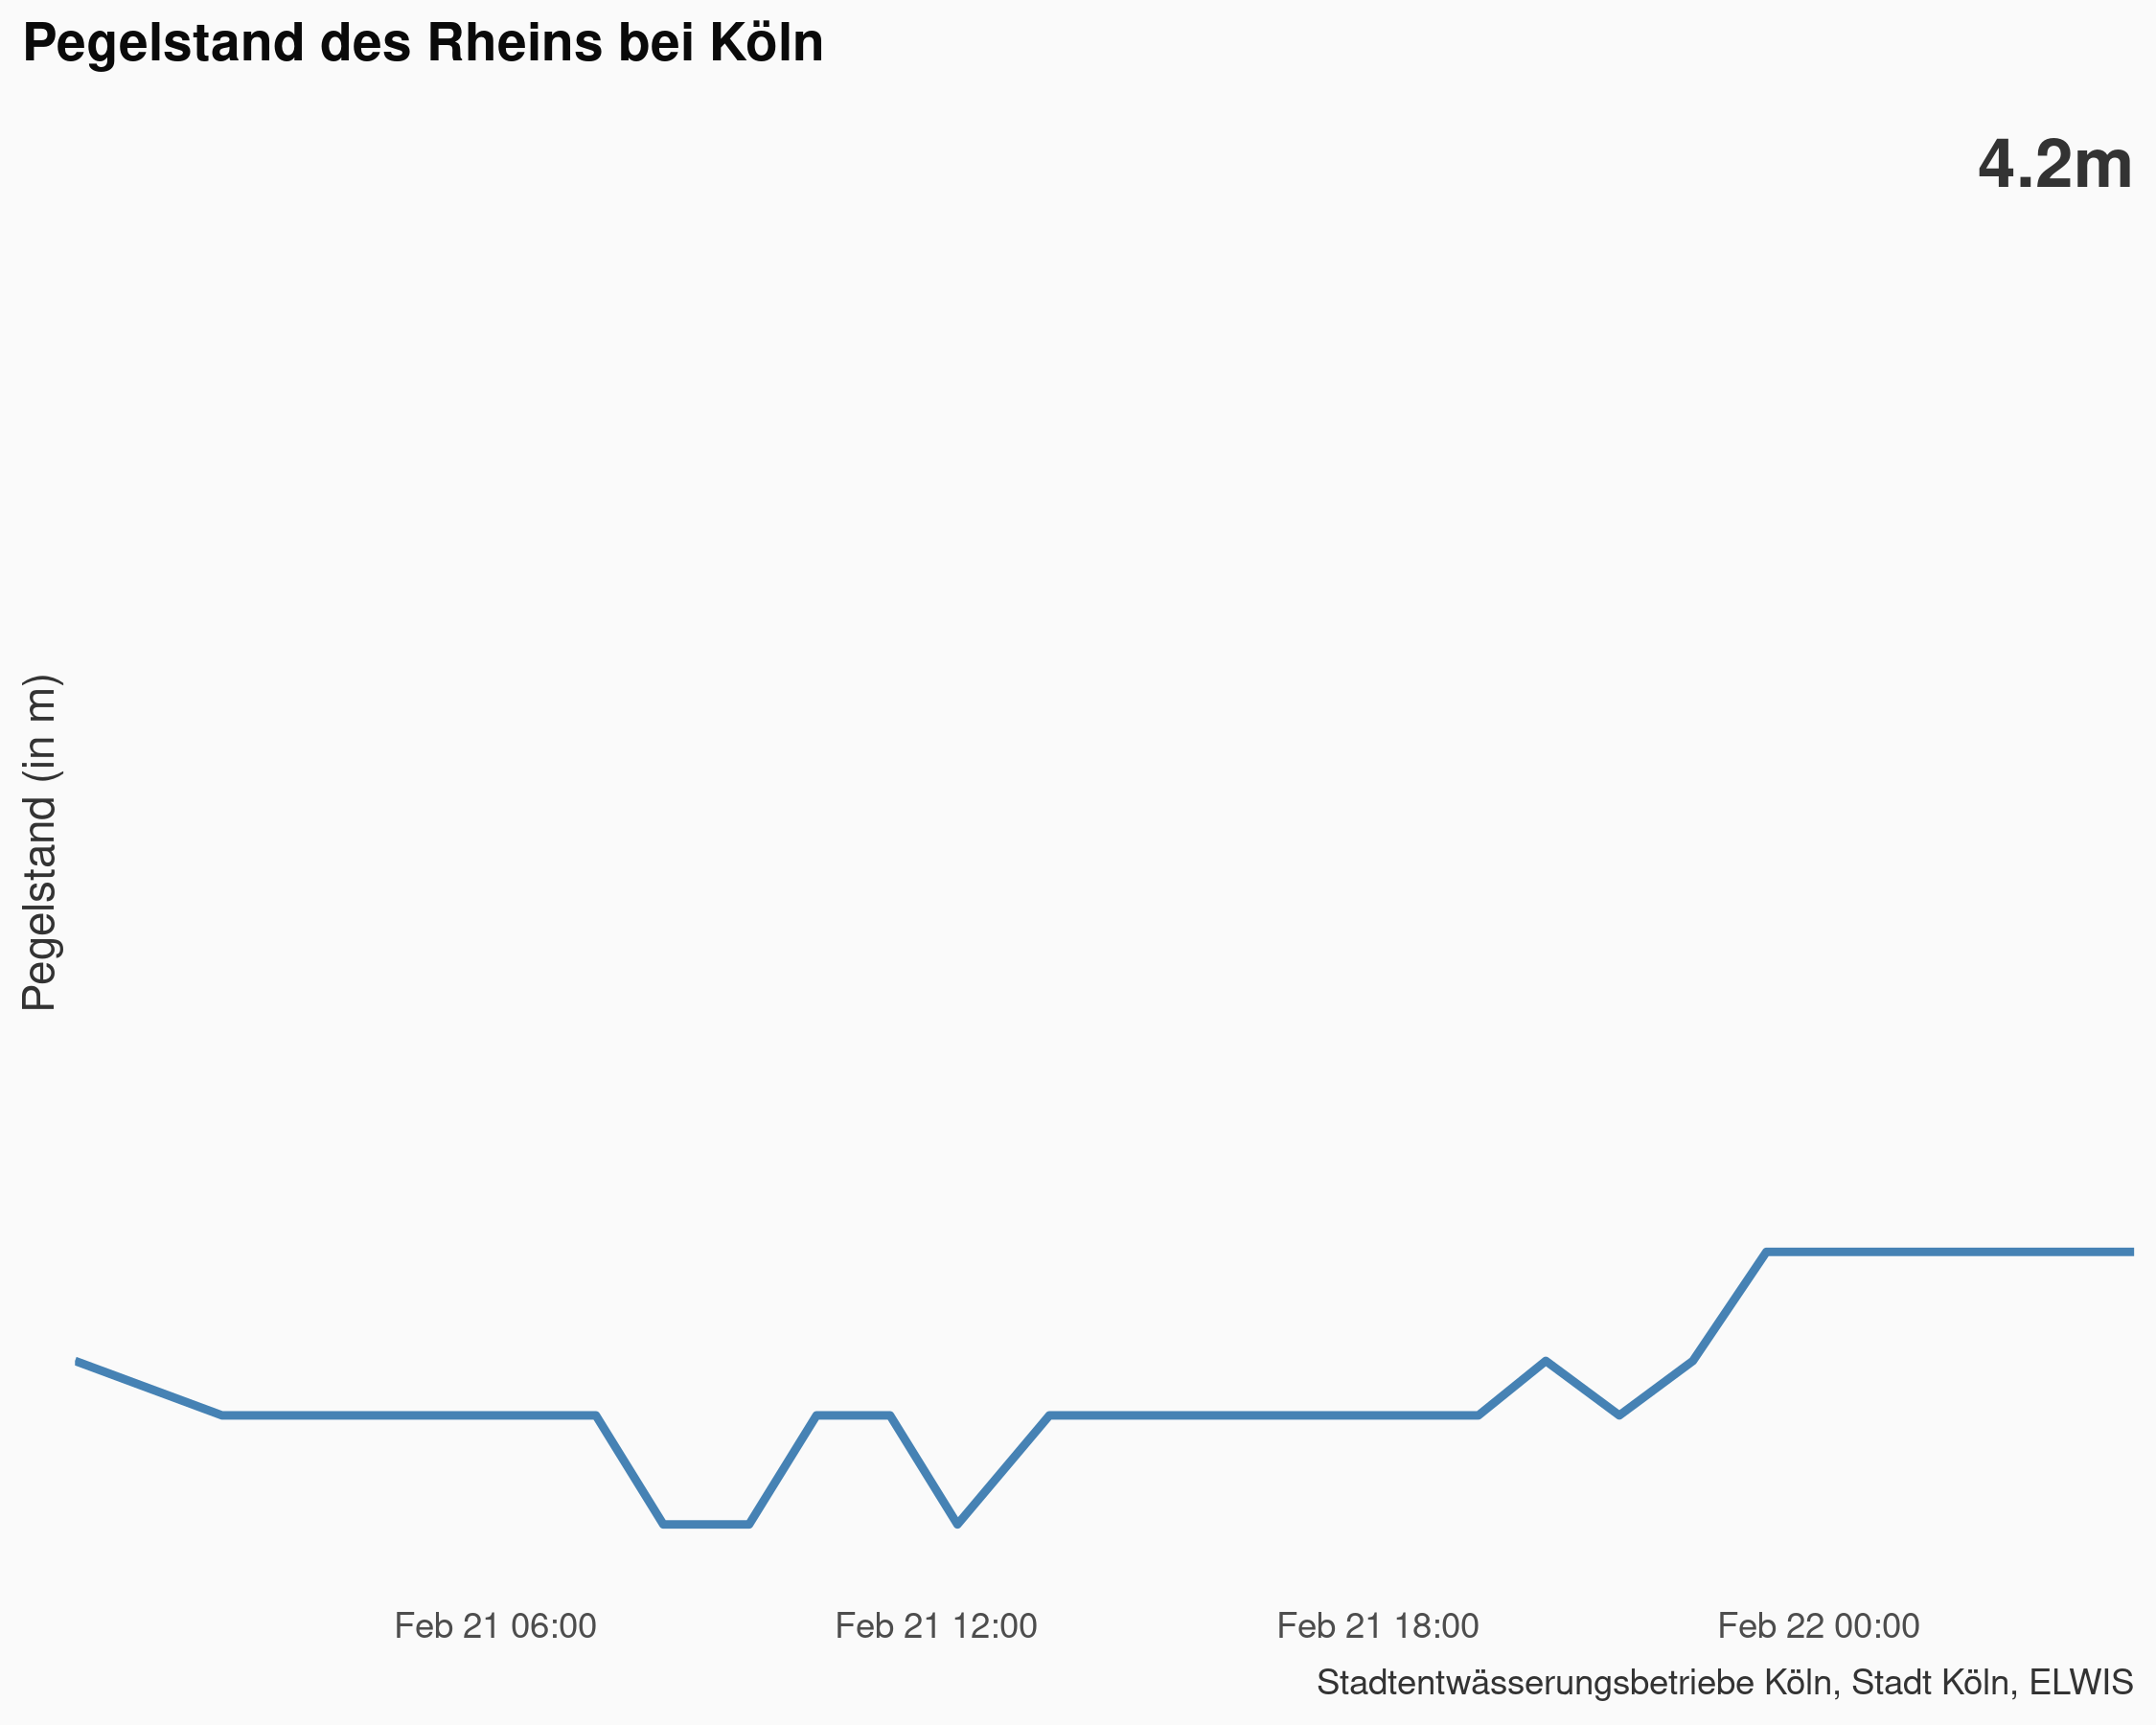 Pegelstand des Rheins bei Köln
4.2m
Pegelstand (in m)
Feb 21 06:00 Feb 21 12:00 Feb 21 18:00 Feb 22 00:00
Stadtentwässerungsbetriebe Köln, Stadt Köln, ELWIS